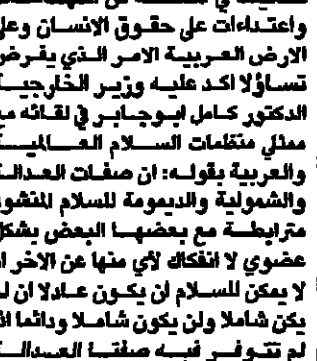 واعتداءات على حقوق الانسان وعلى
الارض العربية الامر الذي يفرض
تساؤلا اكد عليه وزير الخارجية
الدكتور كامل ابوجابر في لقائه مع
ممثلي منظمات السلام العالمية
والعربية بقوله: ان صفات العدالة
والشمولية والديمومة للسلام المنشود
مترابطة مع بعضها البعض بشكل
عضوي لا انفكاك لأي منها عن الاخر
لا يمكن للسلام أن يكون عادلا ان لم
يكن شاملا ولن يكون شاملا ودائما اذا
لم تتوفر فيه صفتا العدالة